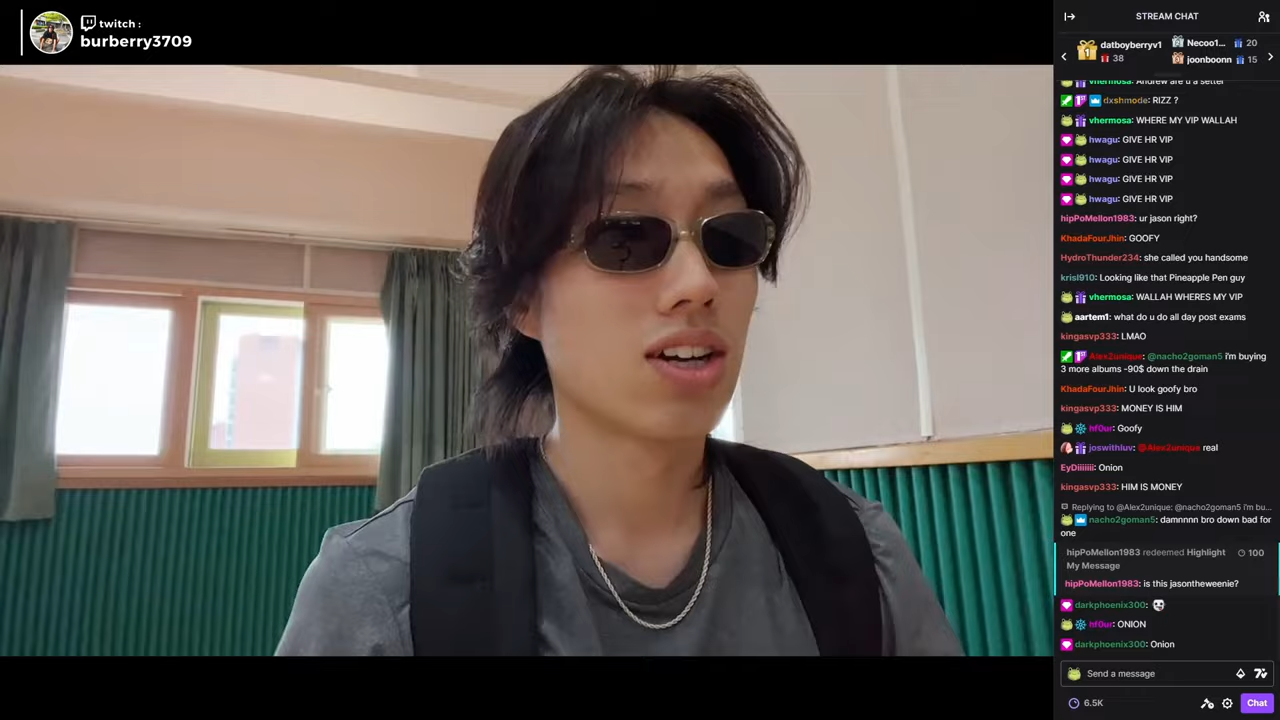 twitch :
burberry3709
STREAM CHAT
datboyberryv1
38
Necoo1... 20
joonboonn 15
vhermosa: Andrew are u a setter
dxshmode: RIZZ ?
vhermosa: WHERE MY VIP WALLAH
hwagu: GIVE HR VIP
hwagu: GIVE HR VIP
hwagu: GIVE HR VIP
hwagu: GIVE HR VIP
hipPoMellon1983: ur jason right?
KhadaFourJhin: GOOFY
HydroThunder234: she called you handsome
krisl910: Looking like that Pineapple Pen guy
vhermosa: WALLAH WHERES MY VIP
aartem1: what do u do all day post exams
kingasvp333: LMAO
Alex2unique: @nacho2goman5 i'm buying
3 more albums -90$ down the drain
KhadaFourJhin: U look goofy bro
kingasvp333: MONEY IS HIM
hf0ur: Goofy
joswithluv: @Alex2unique real
EyDiiiiiii: Onion
kingasvp333: HIM IS MONEY
Replying to @Alex2unique: @nacho2goman5 i'm bu...
nacho2goman5: damnnnn bro down bad for
one
hipPoMellon1983 redeemed Highlight 100
My Message
hipPoMellon1983: is this jasontheweenie?
darkphoenix300:
hf0ur: ONION
darkphoenix300: Onion
Send a message
6.5K
Chat